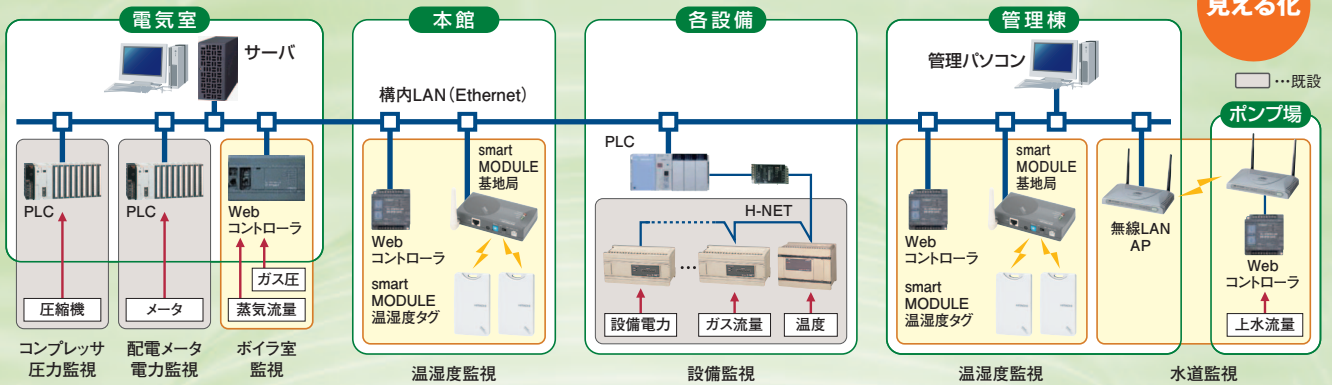 電気室
サーバ
PLC
PLC
Web
コントローラ
ガス圧
圧縮機
メータ
蒸気流量
コンプレッサ
圧力監視
配電メータ
電力監視
ボイラ室
監視
本館
構内LAN（Ethernet）
smart
MODULE
基地局
Web
コントローラ
smart
MODULE
温湿度タグ
温湿度監視
各設備
PLC
H-NET
…
設備電力
ガス流量
温度
設備監視
管理棟
管理パソコン
smart
MODULE
基地局
Web
コントローラ
smart
MODULE
温湿度タグ
温湿度監視
無線LAN
AP
見える化
…既設
ポンプ場
Web
コントローラ
上水流量
水道監視